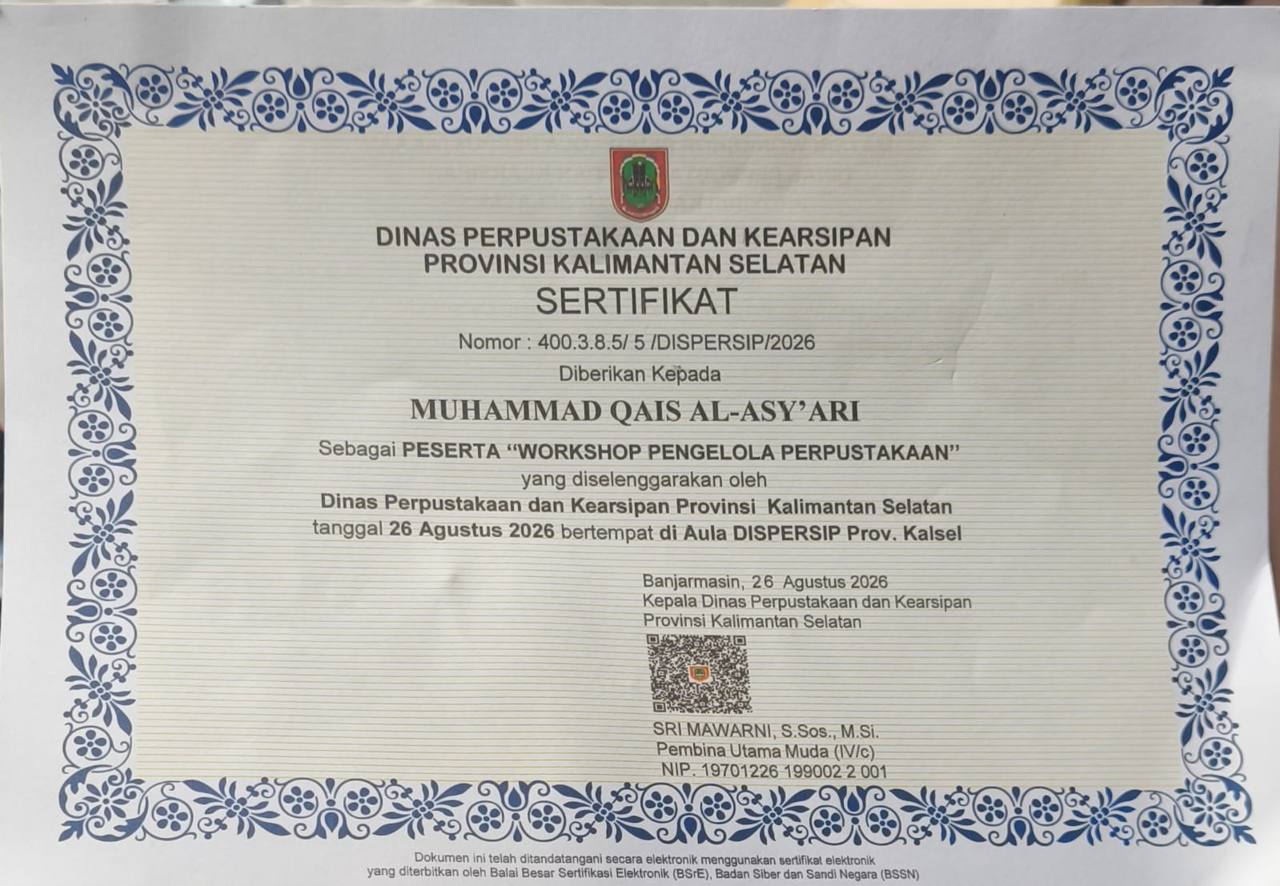 DINAS PERPUSTAKAAN DAN KEARSIPAN
PROVINSI KALIMANTAN SELATAN
SERTIFIKAT
Nomor : 400.3.8.5/ 5 /DISPERSIP/2026
Diberikan Kepada
MUHAMMAD QAIS AL-ASY’ARI
Sebagai PESERTA “WORKSHOP PENGELOLA PERPUSTAKAAN”
yang diselenggarakan oleh
Dinas Perpustakaan dan Kearsipan Provinsi Kalimantan Selatan
tanggal 26 Agustus 2026 bertempat di Aula DISPERSIP Prov. Kalsel
Banjarmasin, 26 Agustus 2026
Kepala Dinas Perpustakaan dan Kearsipan
Provinsi Kalimantan Selatan
SRI MAWARNI, S.Sos., M.Si.
Pembina Utama Muda (IV/c)
NIP. 19701226 199002 2 001
Dokumen ini telah ditandatangani secara elektronik menggunakan sertifikat elektronik
yang diterbitkan oleh Balai Besar Sertifikasi Elektronik (BSrE), Badan Siber dan Sandi Negara (BSSN)